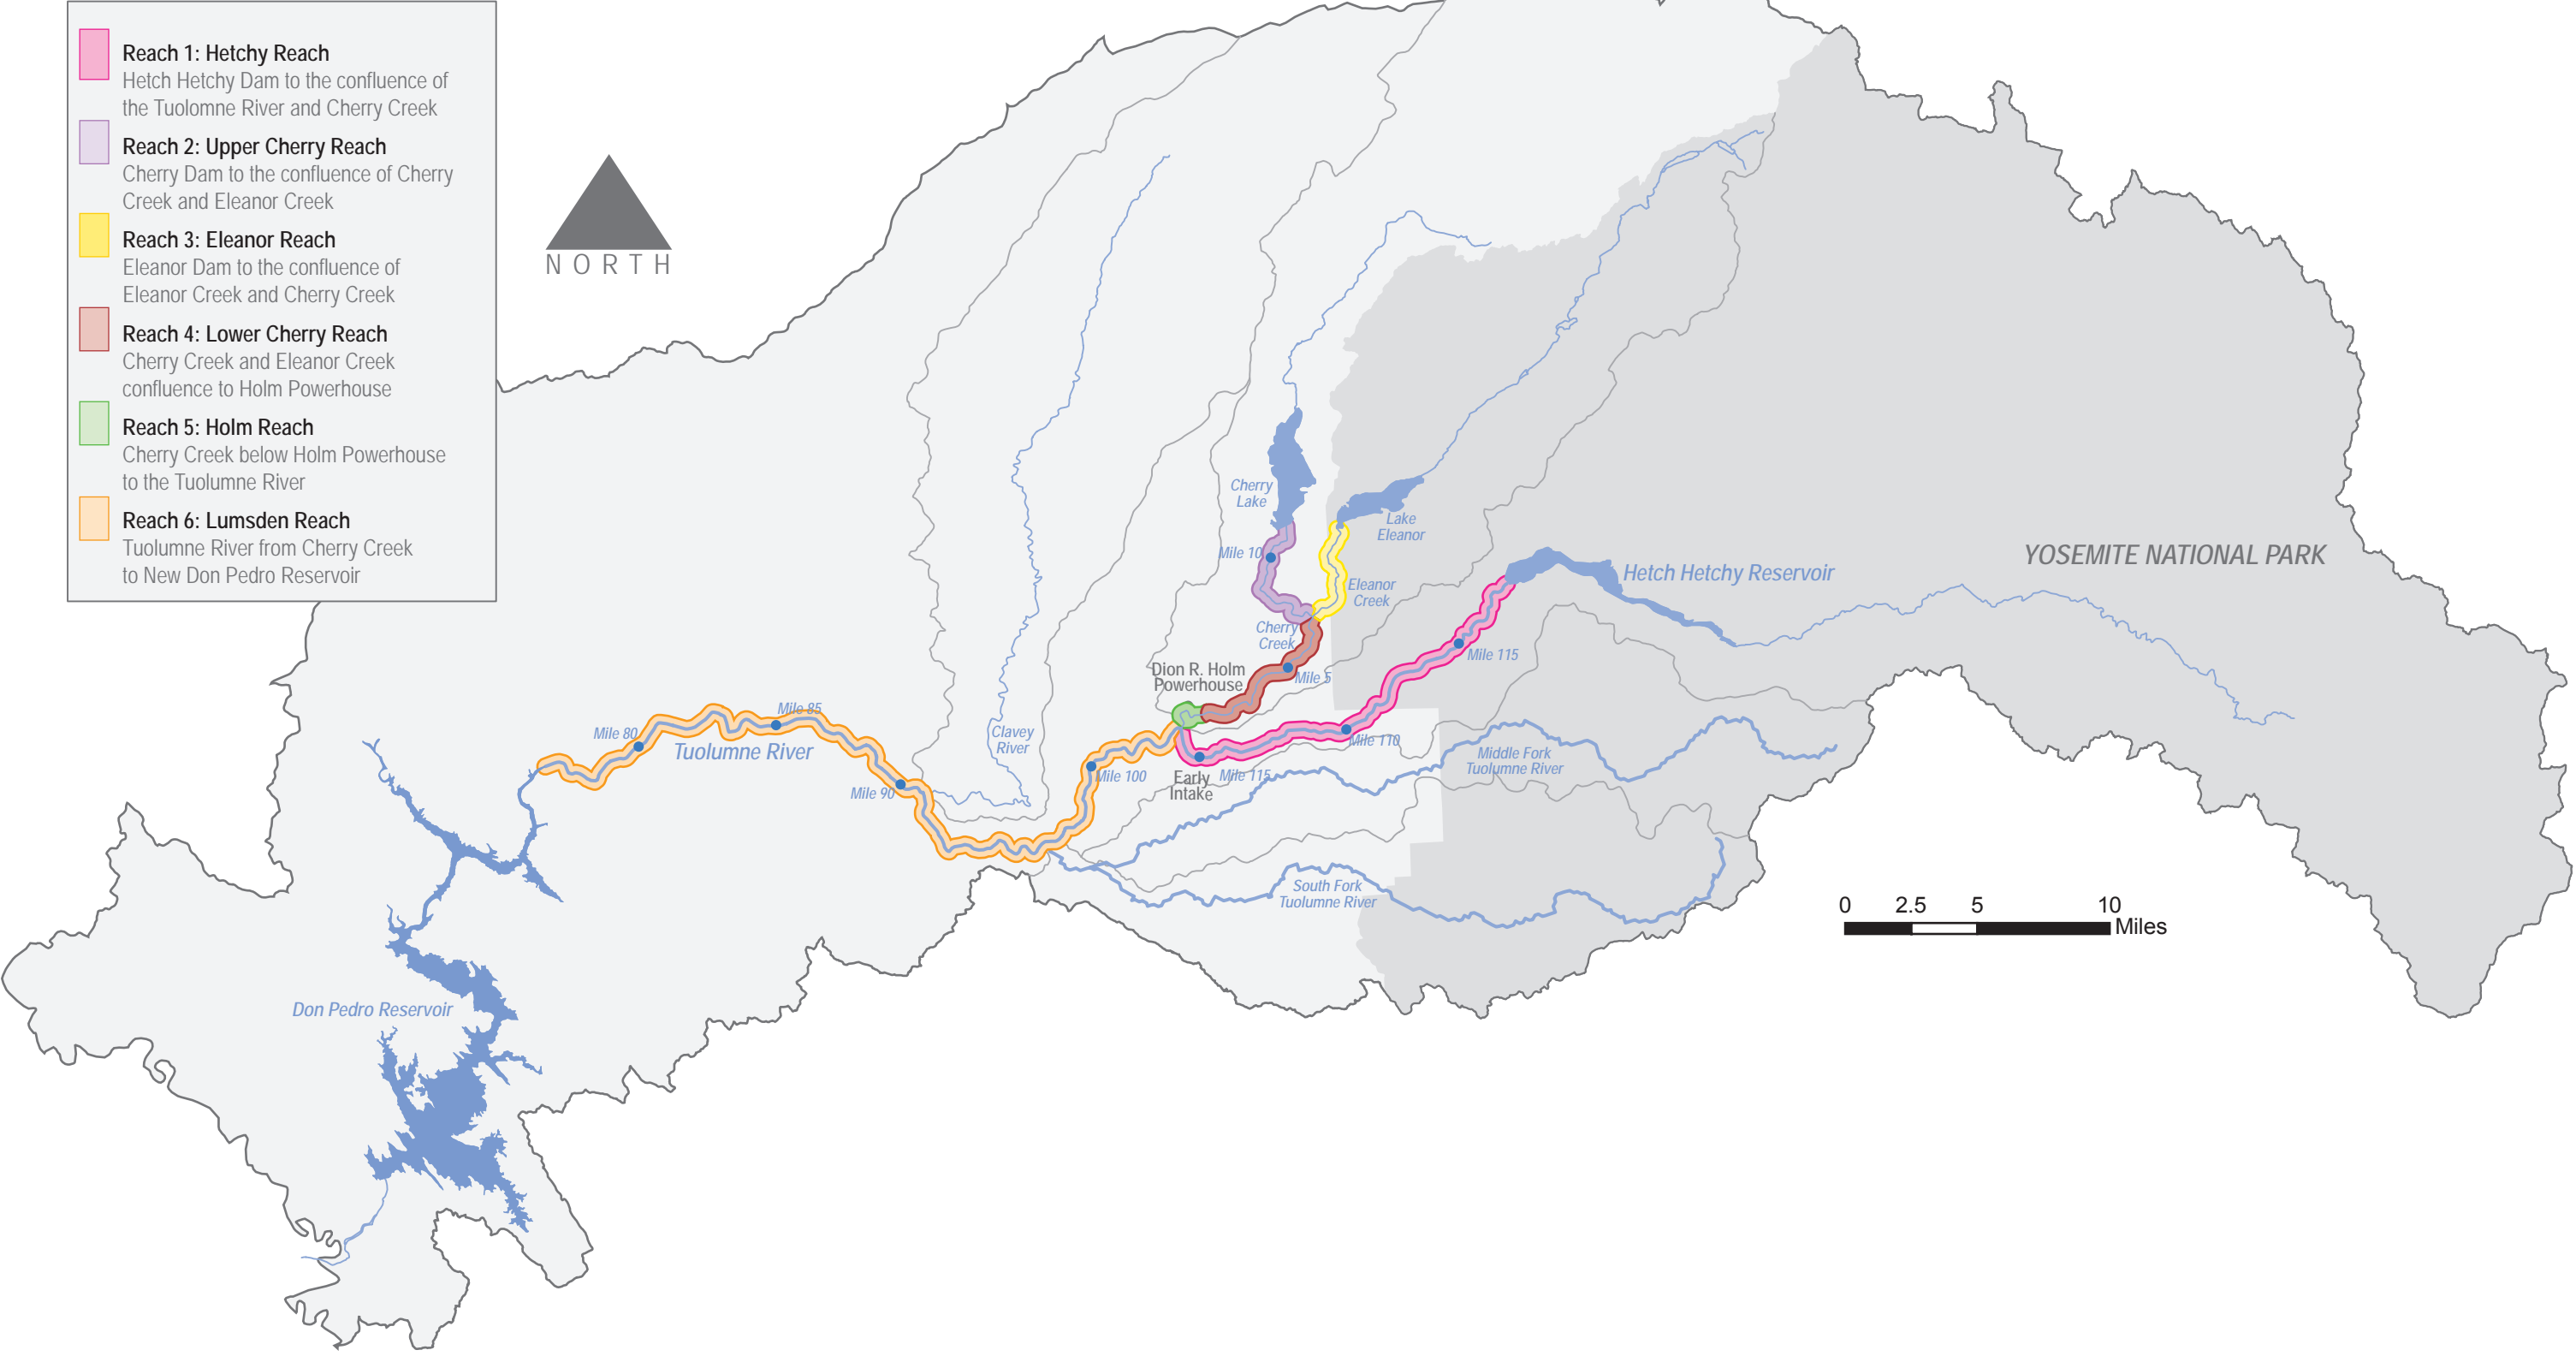 Reach 1: Hetchy Reach
Hetch Hetchy Dam to the confluence of
the Tuolomne River and Cherry Creek
Reach 2: Upper Cherry Reach
Cherry Dam to the confluence of Cherry
Creek and Eleanor Creek
Reach 3: Eleanor Reach
Eleanor Dam to the confluence of
Eleanor Creek and Cherry Creek
Reach 4: Lower Cherry Reach
Cherry Creek and Eleanor Creek
confluence to Holm Powerhouse
Reach 5: Holm Reach
Cherry Creek below Holm Powerhouse
to the Tuolumne River
Reach 6: Lumsden Reach
Tuolumne River from Cherry Creek
to New Don Pedro Reservoir
NORTH
Cherry
Lake
Lake
Eleanor
Mile 10
Eleanor
Creek
Cherry
Creek
Mile 5
Hetch Hetchy Reservoir
YOSEMITE NATIONAL PARK
Mile 115
Dion R. Holm
Powerhouse
Mile 110
Early
Intake
Mile 115
Mile 100
Clavey
River
Mile 85
Mile 80
Tuolumne River
Mile 90
Middle Fork
Tuolumne River
South Fork
Tuolumne River
Don Pedro Reservoir
0 2.5 5 10
Miles